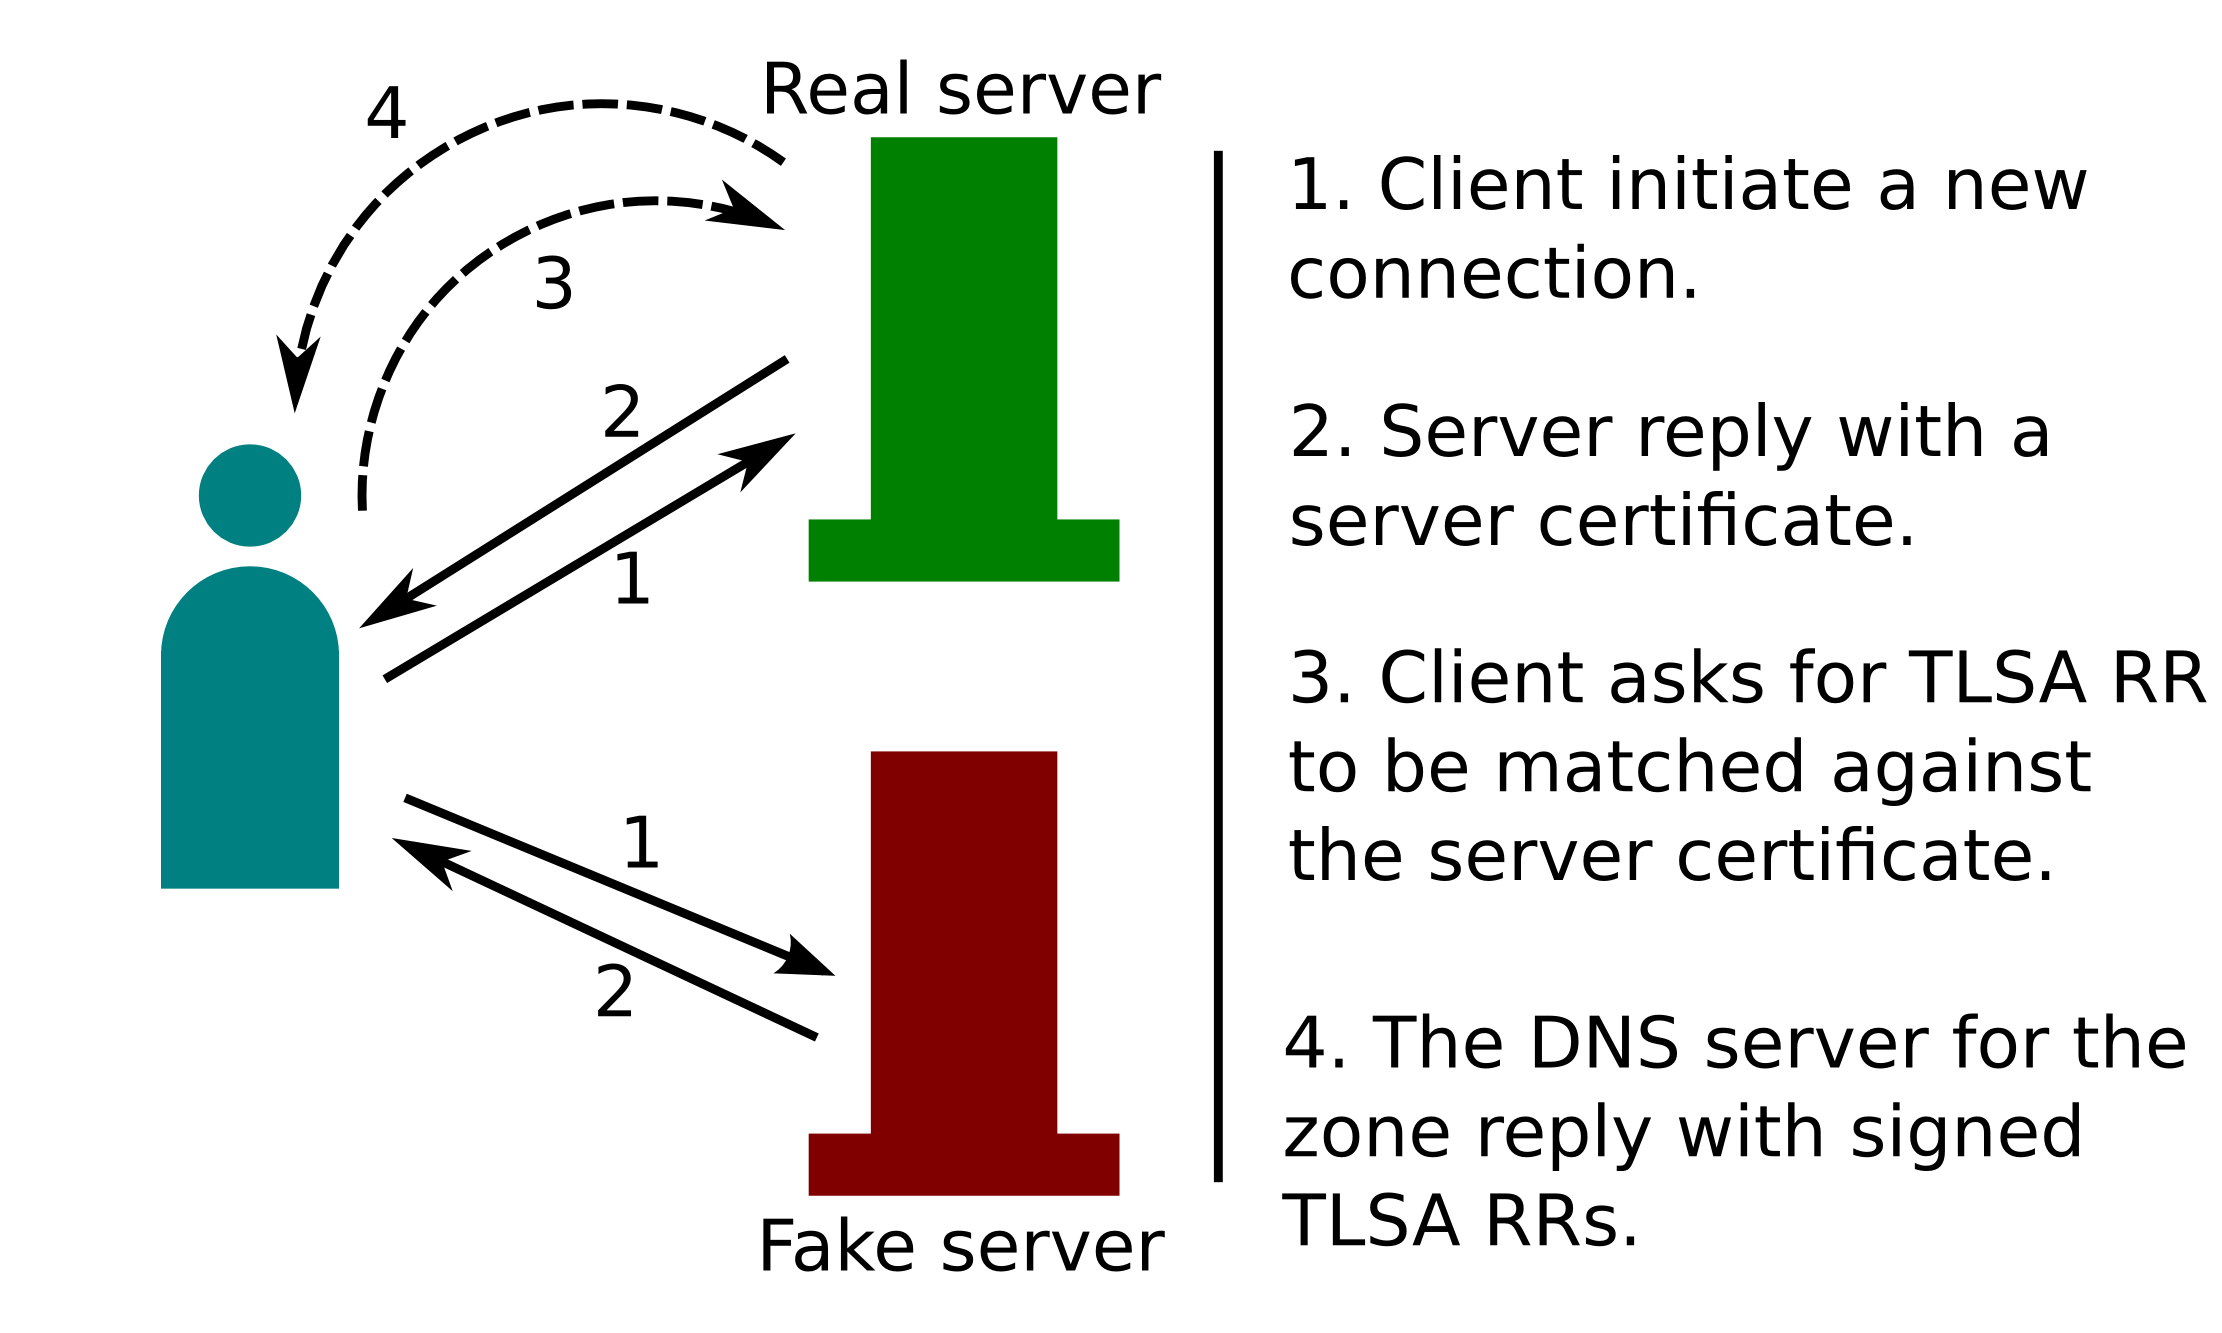 Real server
4
3
2
1
1
2
Fake server
1. Client initiate a new
connection.
2. Server reply with a
server certificate.
3. Client asks for TLSA RR
to be matched against
the server certificate.
4. The DNS server for the
zone reply with signed
TLSA RRs.